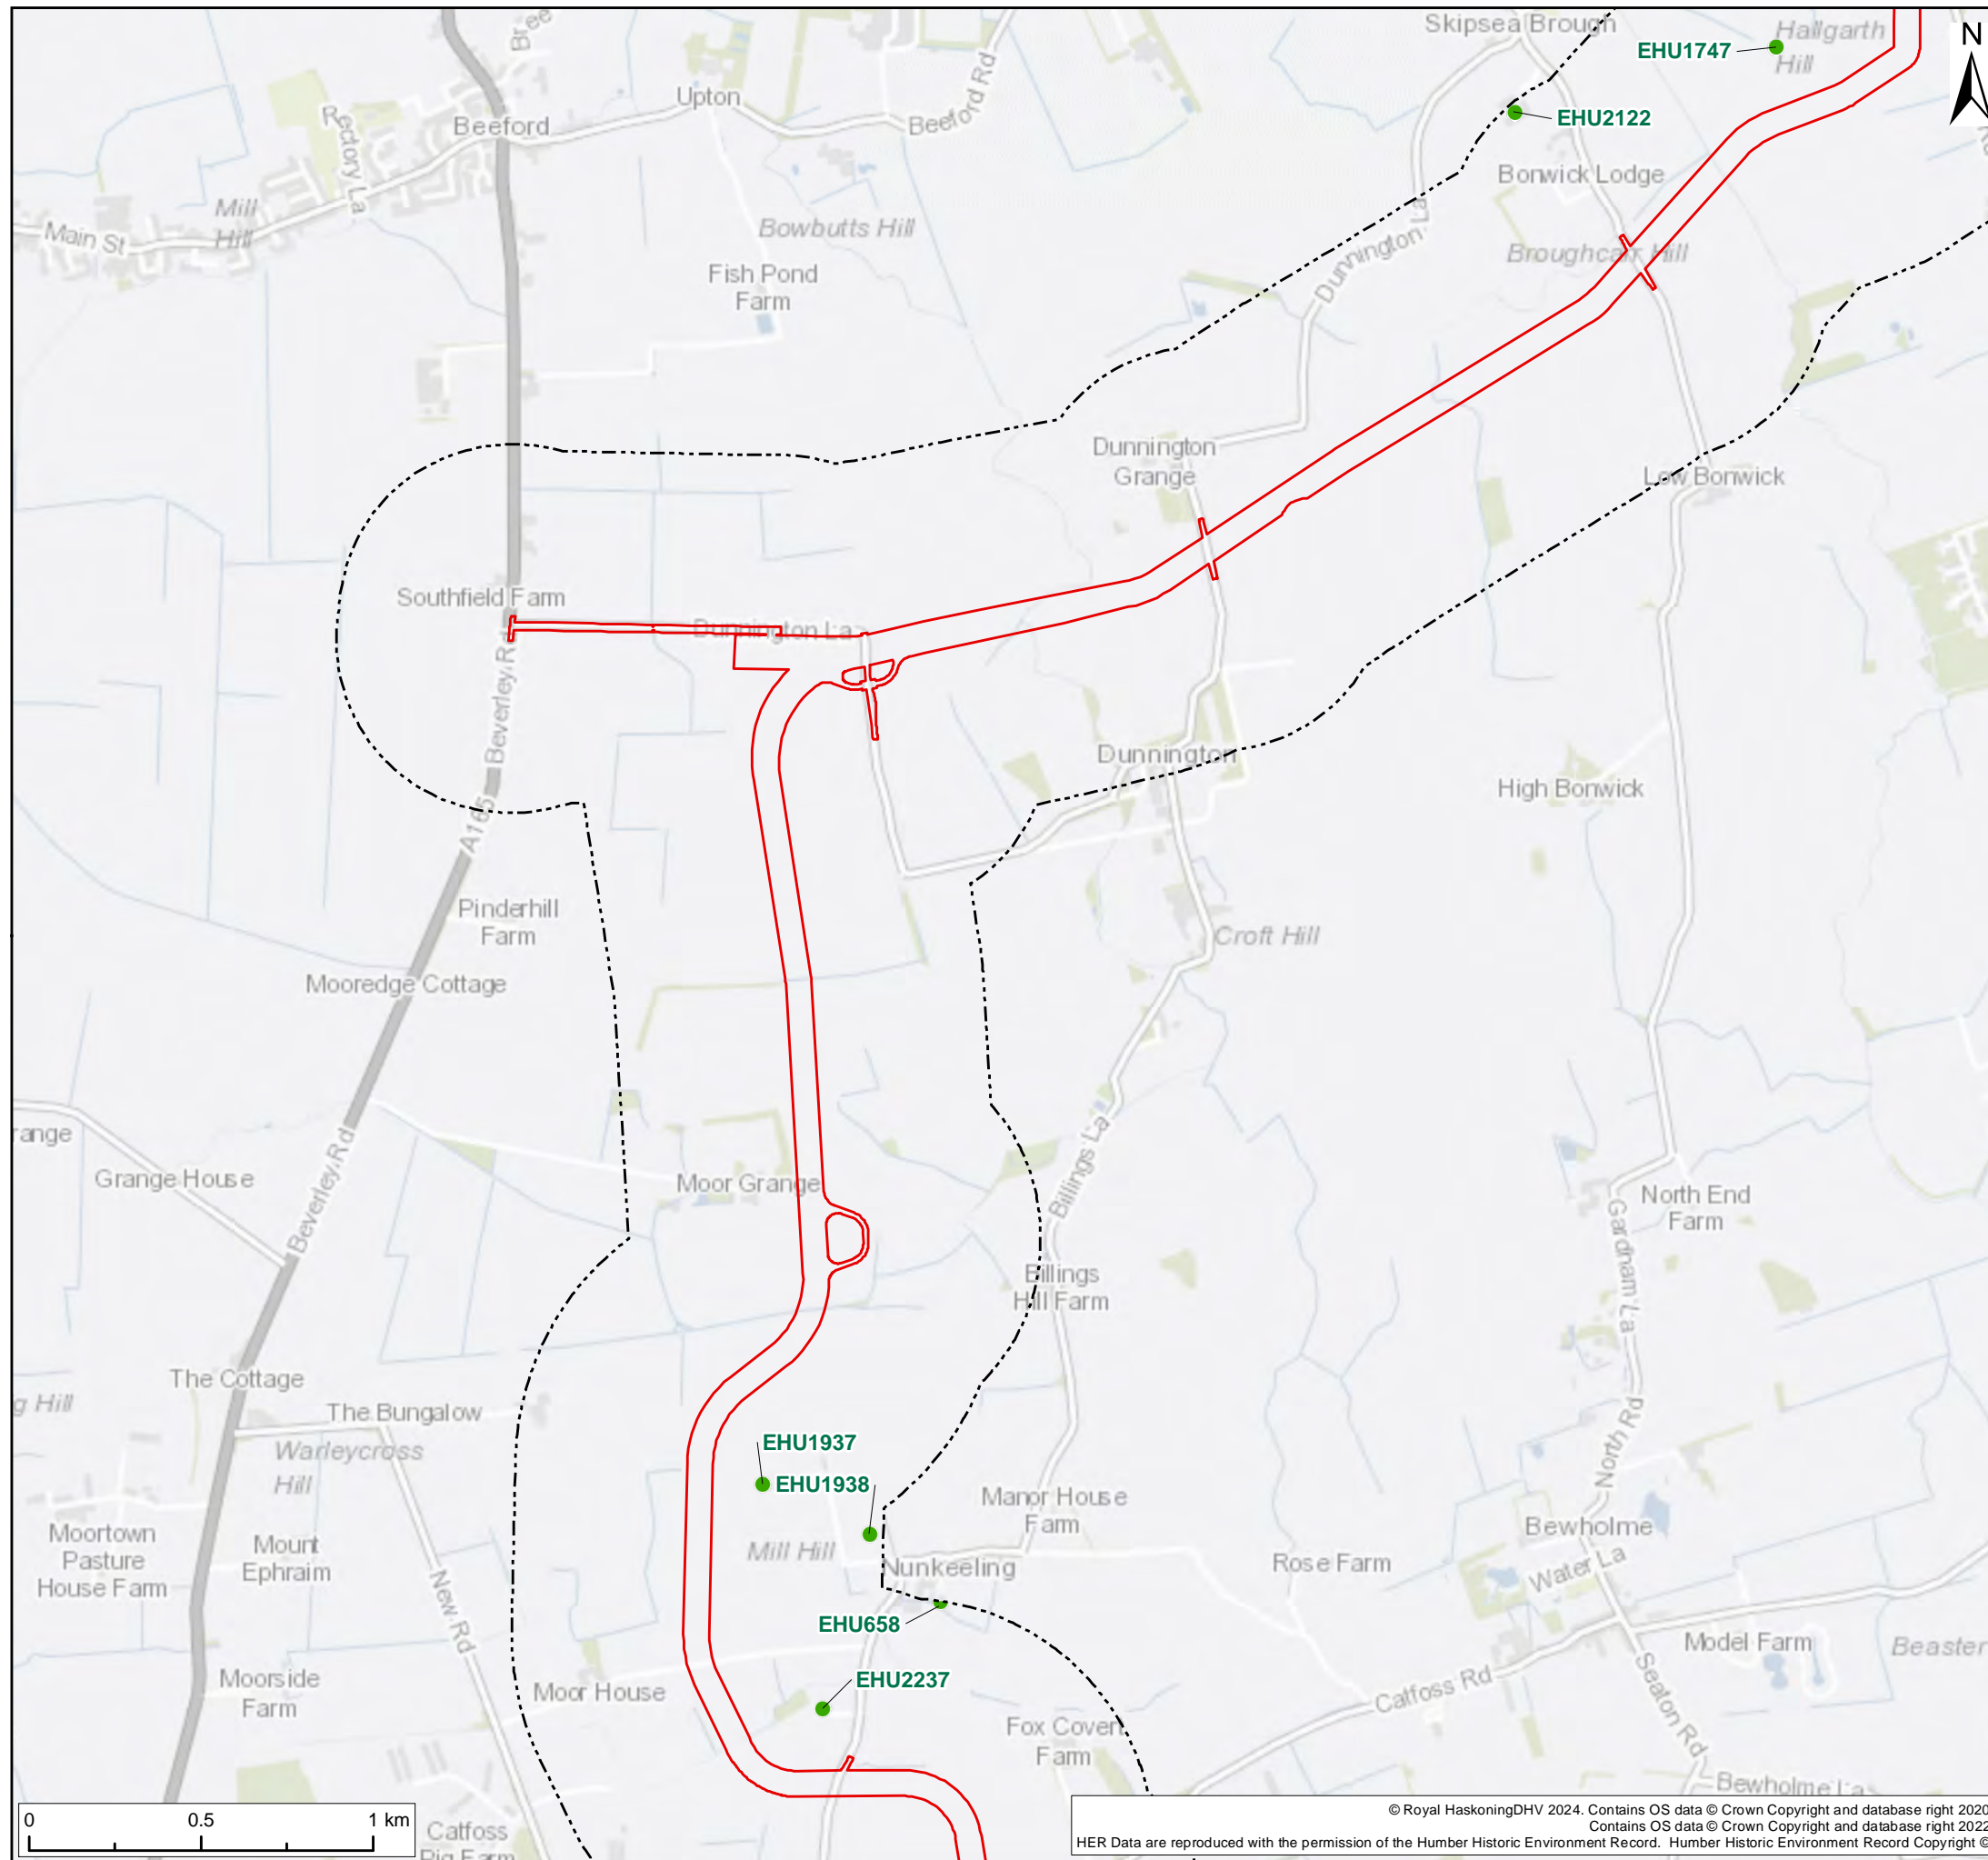 Skipsea Brough
Hallgarth
Hill
N
EHU1747
Bree
Upton
Beeford Rd
Beeford
Rectory La
EHU2122
Bonwick Lodge
Mill
Hill
Main St
Bowbutts Hill
Dunnington La
Broughcarr Hill
Fish Pond
Farm
Dunnington
Grange
Low Bonwick
Southfield Farm
Dunnington La
Beverley Rd
A165
Dunnington
High Bonwick
Pinderhill
Farm
Croft Hill
Mooredge Cottage
range
Grange House
Beverley Rd
Moor Grange
Billings La
North End
Farm
Gardham La
Billings
Hill Farm
The Cottage
g Hill
The Bungalow
Warleycross
Hill
EHU1937
EHU1938
North Rd
Manor House
Farm
Moortown
Pasture
House Farm
Mount
Ephraim
Mill Hill
Nunkeeling
Rose Farm
Bewholme
Water La
New Rd
EHU658
Model Farm
Beaster
Moorside
Farm
Moor House
EHU2237
Catfoss Rd
Seaton Rd
Fox Covert
Farm
Bewholme La
0 0.5 1 km
Catfoss
Pig Farm
© Royal HaskoningDHV 2024. Contains OS data © Crown Copyright and database right 2020
Contains OS data © Crown Copyright and database right 2022
HER Data are reproduced with the permission of the Humber Historic Environment Record. Humber Historic Environment Record Copyright ©